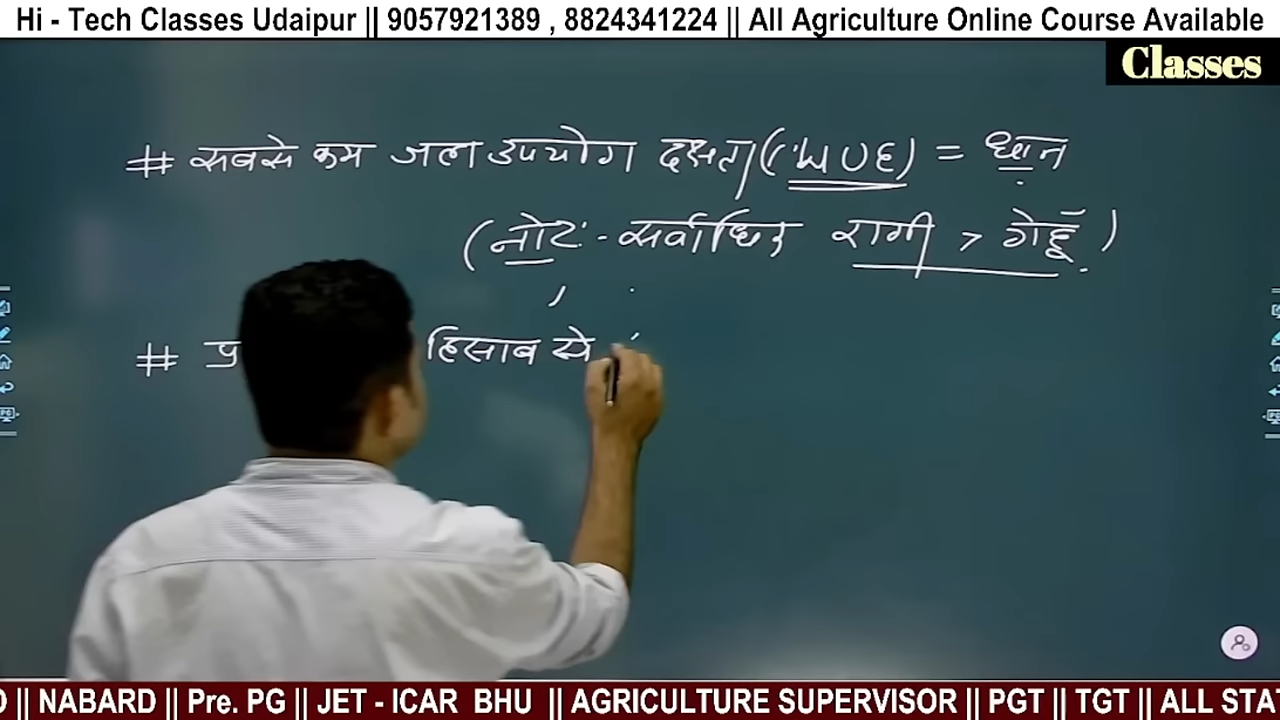 Hi - Tech Classes Udaipur || 9057921389 , 8824341224 || All Agriculture Online Course Available
Classes
# सबसे कम जल उपयोग दक्षता (WUE) = धान
(नोट:- सर्वाधिक रागी > गेहूँ )
# प्र हिसाब से
|| NABARD || Pre. PG || JET - ICAR BHU || AGRICULTURE SUPERVISOR || PGT || TGT || ALL STA